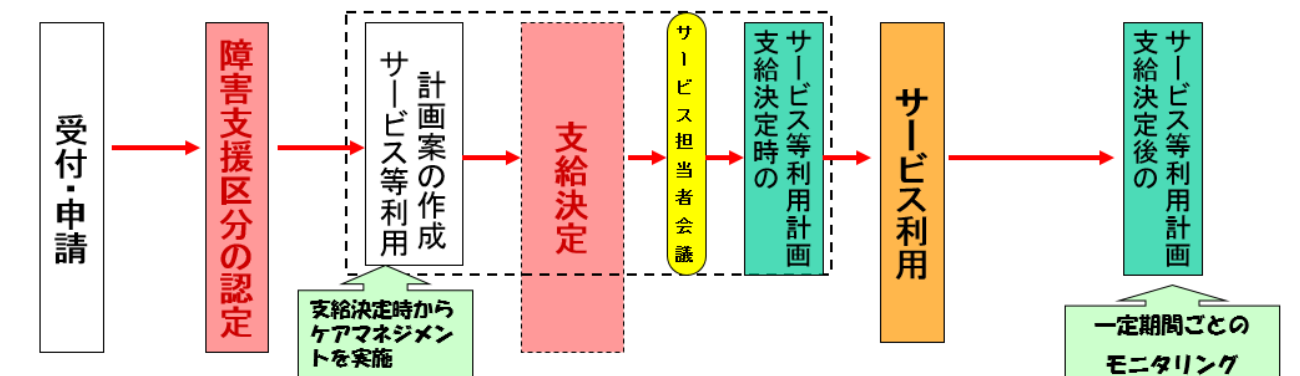 受付・申請
障害支援区分の認定
サービス等利用
計画案の作成
支給決定
サービス担当者会議
支給決定時の
サービス等利用計画
サービス利用
支給決定後の
サービス等利用計画
支給決定時から
ケアマネジメン
トを実施
一定期間ごとの
モニタリング